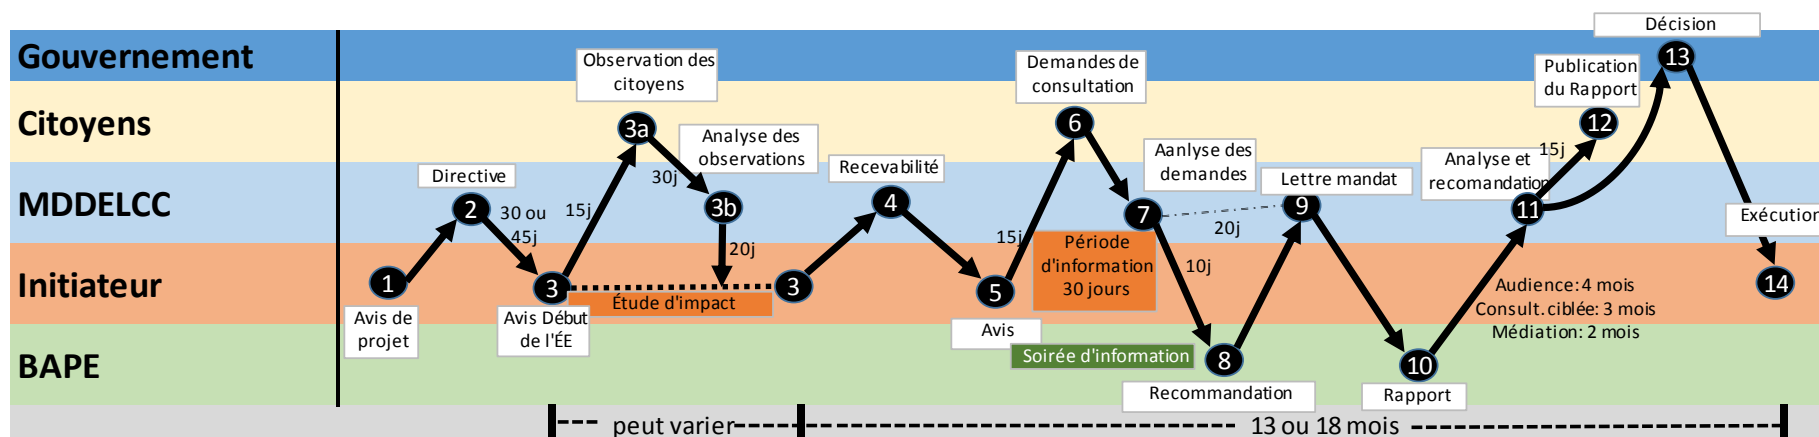 Gouvernement
Citoyens
MDDELCC
Initiateur
BAPE
1
Avis de
projet
Directive
2
30 ou
45j
3
Avis Début
de l'ÉE
15j
Observation des
citoyens
3a
30j
Analyse des
observations
3b
20j
Étude d'impact
3
Recevabilité
4
5
Avis
15j
Demandes de
consultation
6
Aanlyse des
demandes
7
Période
d'information
30 jours
10j
Soirée d'information
8
Recommandation
20j
Lettre mandat
9
10
Rapport
Audience: 4 mois
Consult. ciblée: 3 mois
Médiation: 2 mois
Analyse et
recomandation
11
15j
Publication
du Rapport
12
Décision
13
Exécution
14
peut varier
13 ou 18 mois